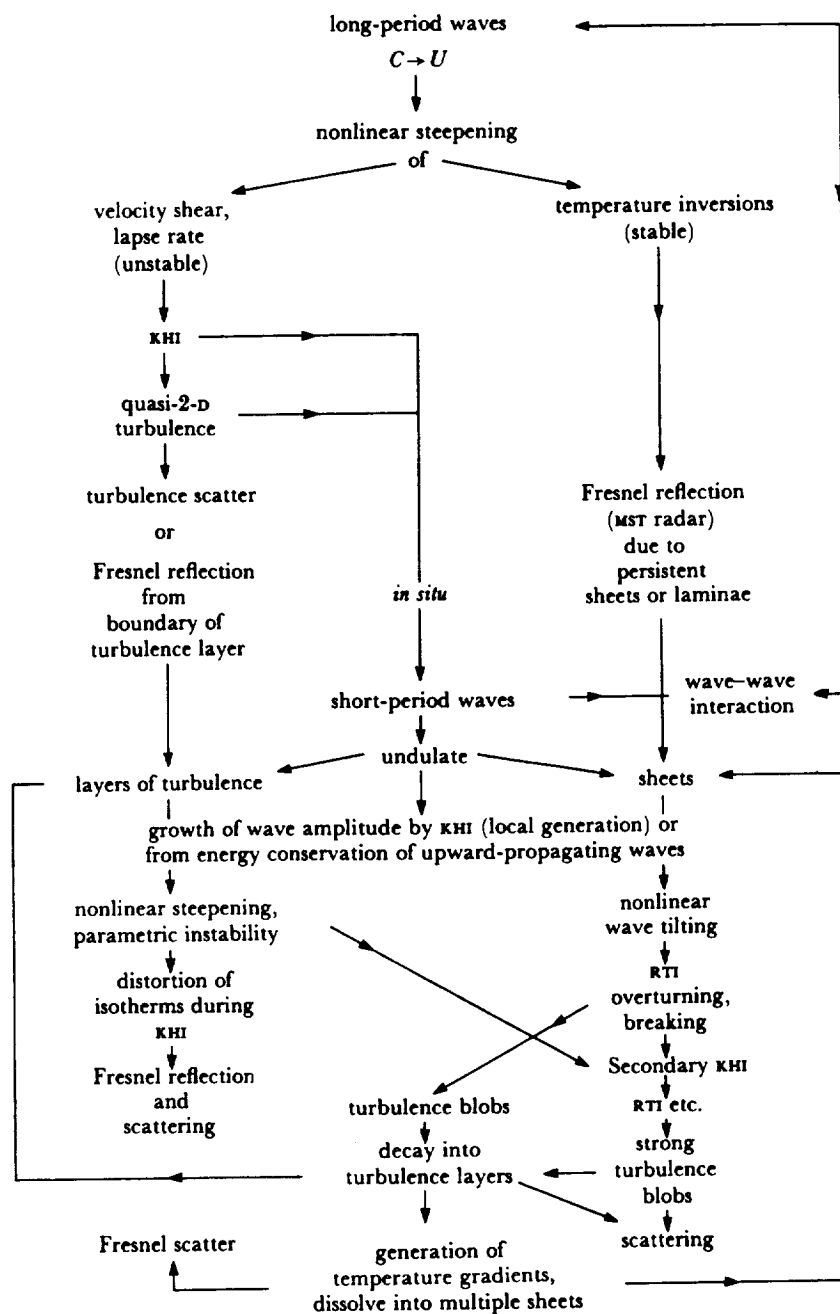 long-period waves
C → U
nonlinear steepening
of
velocity shear,
lapse rate
(unstable)
temperature inversions
(stable)
KHI
quasi-2-D
turbulence
turbulence scatter
or
Fresnel reflection
from
boundary of
turbulence layer
in situ
Fresnel reflection
(MST radar)
due to
persistent
sheets or laminae
short-period waves
wave–wave
interaction
undulate
layers of turbulence
sheets
growth of wave amplitude by KHI (local generation) or
from energy conservation of upward-propagating waves
nonlinear steepening,
parametric instability
distortion of
isotherms during
KHI
Fresnel reflection
and
scattering
nonlinear
wave tilting
RTI
overturning,
breaking
Secondary KHI
RTI etc.
strong
turbulence
blobs
scattering
turbulence blobs
decay into
turbulence layers
generation of
temperature gradients,
dissolve into multiple sheets
Fresnel scatter